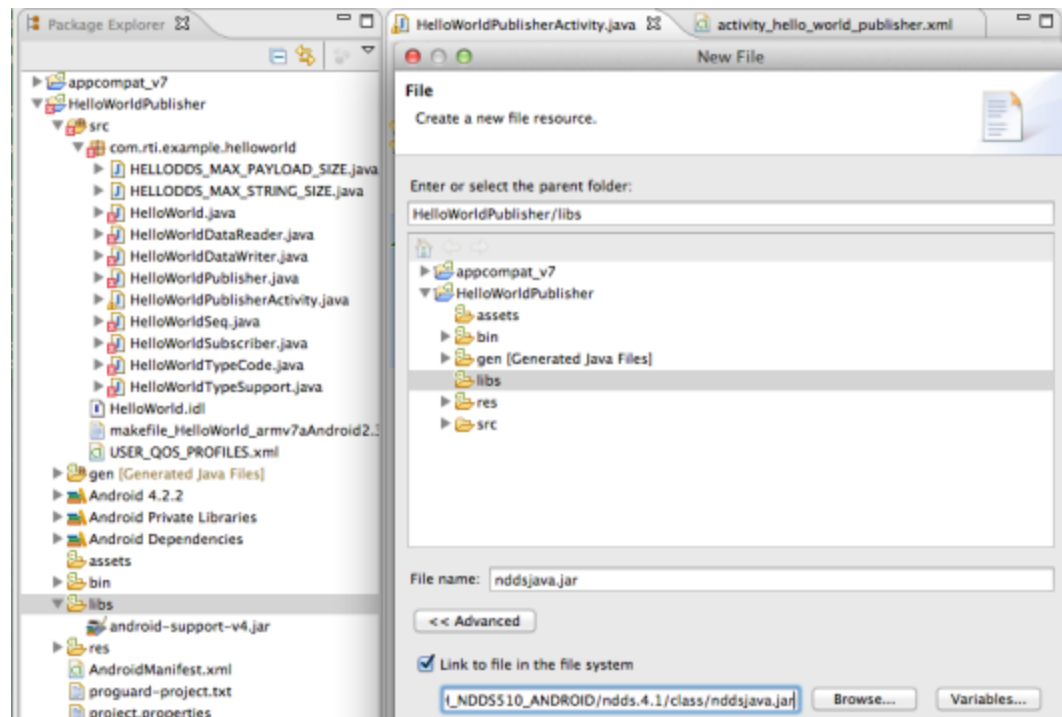 Package Explorer
appcompat_v7
HelloWorldPublisher
src
com.rti.example.helloworld
HELLODDS_MAX_PAYLOAD_SIZE.java
HELLODDS_MAX_STRING_SIZE.java
HelloWorld.java
HelloWorldDataReader.java
HelloWorldDataWriter.java
HelloWorldPublisher.java
HelloWorldPublisherActivity.java
HelloWorldSeq.java
HelloWorldSubscriber.java
HelloWorldTypeCode.java
HelloWorldTypeSupport.java
HelloWorld.idl
makefile_HelloWorld_armv7aAndroid2.
USER_QOS_PROFILES.xml
gen [Generated Java Files]
Android 4.2.2
Android Private Libraries
Android Dependencies
assets
bin
libs
android-support-v4.jar
res
AndroidManifest.xml
proguard-project.txt
project.properties
HelloWorldPublisherActivity.java
activity_hello_world_publisher.xml
New File
File
Create a new file resource.
Enter or select the parent folder:
HelloWorldPublisher/libs
appcompat_v7
HelloWorldPublisher
assets
bin
gen [Generated Java Files]
libs
res
src
File name: nddsjava.jar
<< Advanced
Link to file in the file system
_NDDS510_ANDROID/ndds.4.1/class/nddsjava.jar Browse... Variables...